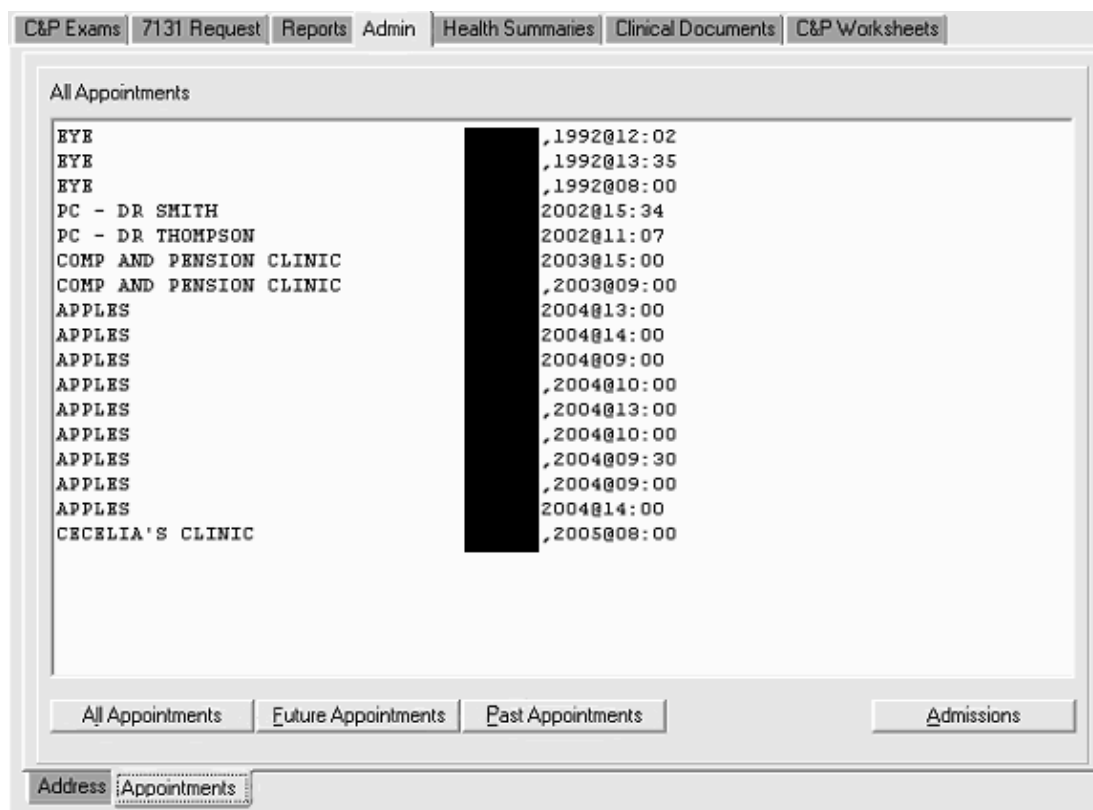 C&P Exams 7131 Request Reports Admin Health Summaries Clinical Documents C&P Worksheets
All Appointments
EYE ,1992@12:02
EYE ,1992@13:35
EYE ,1992@08:00
PC - DR SMITH 2002@15:34
PC - DR THOMPSON 2002@11:07
COMP AND PENSION CLINIC 2003@15:00
COMP AND PENSION CLINIC ,2003@09:00
APPLES 2004@13:00
APPLES 2004@14:00
APPLES 2004@09:00
APPLES ,2004@10:00
APPLES ,2004@13:00
APPLES ,2004@10:00
APPLES ,2004@09:30
APPLES ,2004@09:00
APPLES 2004@14:00
CECELIA'S CLINIC ,2005@08:00
All Appointments Future Appointments Past Appointments Admissions
Address Appointments